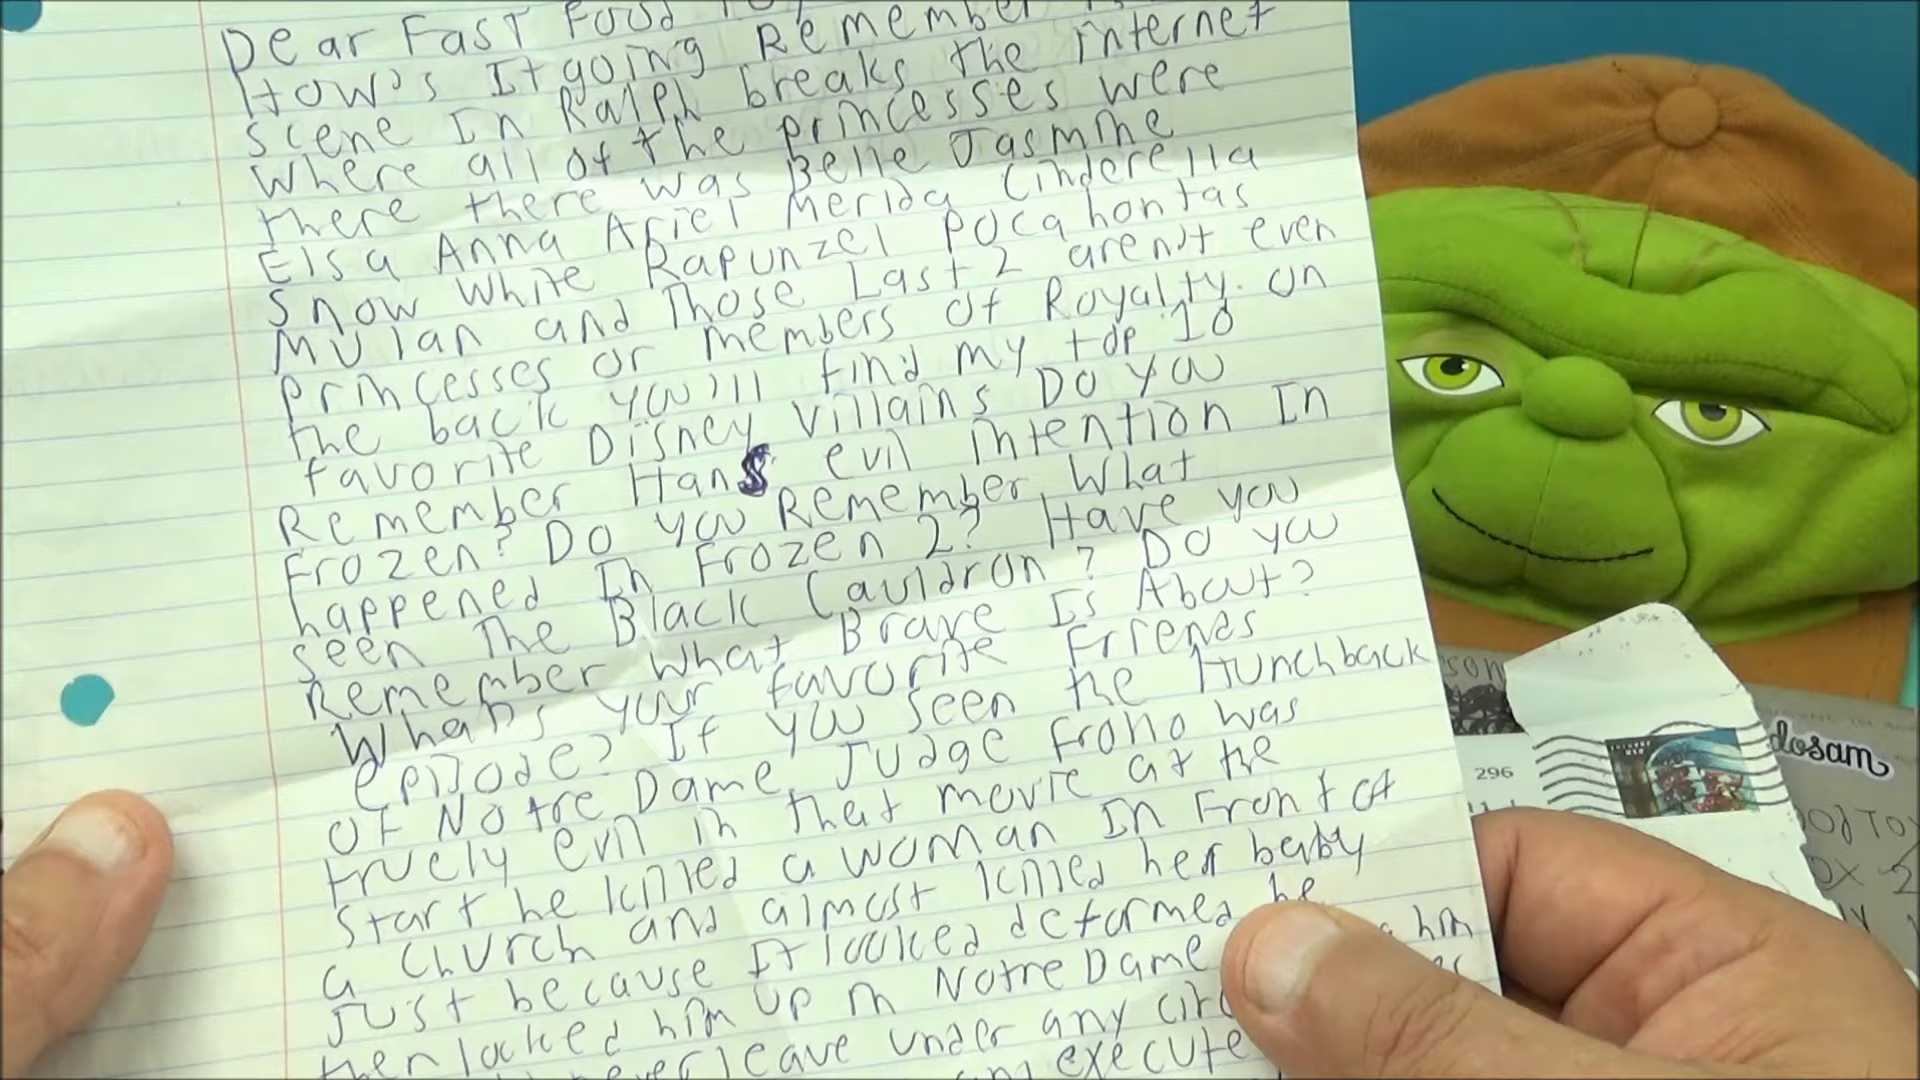 Dear Fast Food
How's It going Remember
scene In Ralph breaks the internet
where all of the princesses were
there there was Belle Jasmine
Elsa Anna Ariel Merida Cinderella
Snow White Rapunzel Pocahontas
Mulan and Those Last 2 aren't even
princesses or members of Royalty. On
the back you'll find my top 10
favorite Disney villains Do you
Remember Hans evil intention In
Frozen? Do you Remember What
happened In Frozen 2? Have you
seen The Black Cauldron? Do you
Remember What Brave Is About?
What's your favorite Friends
episode? If you seen the Hunchback
Of Notre Dame Judge Frollo was
truely evil in that movie at the
start he killed a woman In Front of
a church and almost killed her baby
Just because It looked deformed he
then locked him up in Notre Dame him
leave under any
execute
296
dosam